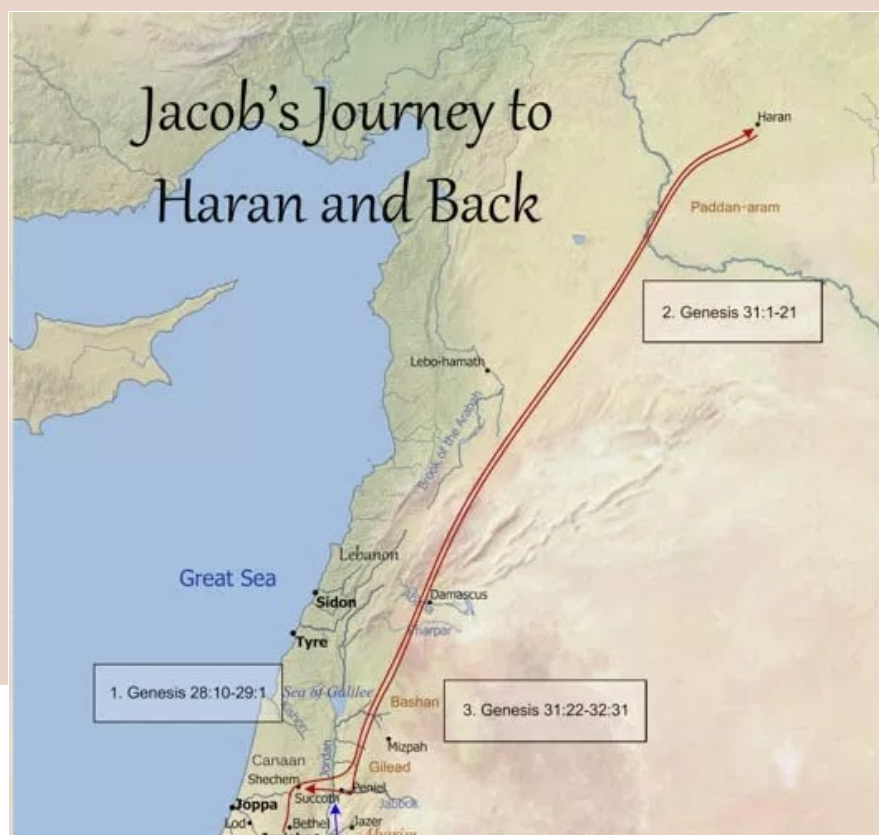 Jacob's Journey to
Haran and Back
Haran
Paddan-aram
2. Genesis 31:1-21
Lebo-hamath
Brook of the Arabah
Lebanon
Great Sea
Sidon
Damascus
Tyre
1. Genesis 28:10-29:1
Sea of Galilee
Bashan
3. Genesis 31:22-32:31
Kishon
Mizpah
Canaan
Jordan
Gilead
Shechem
Peniel
Succoth
Jabbok
Joppa
Lod
Bethel
Jazer
Abarim